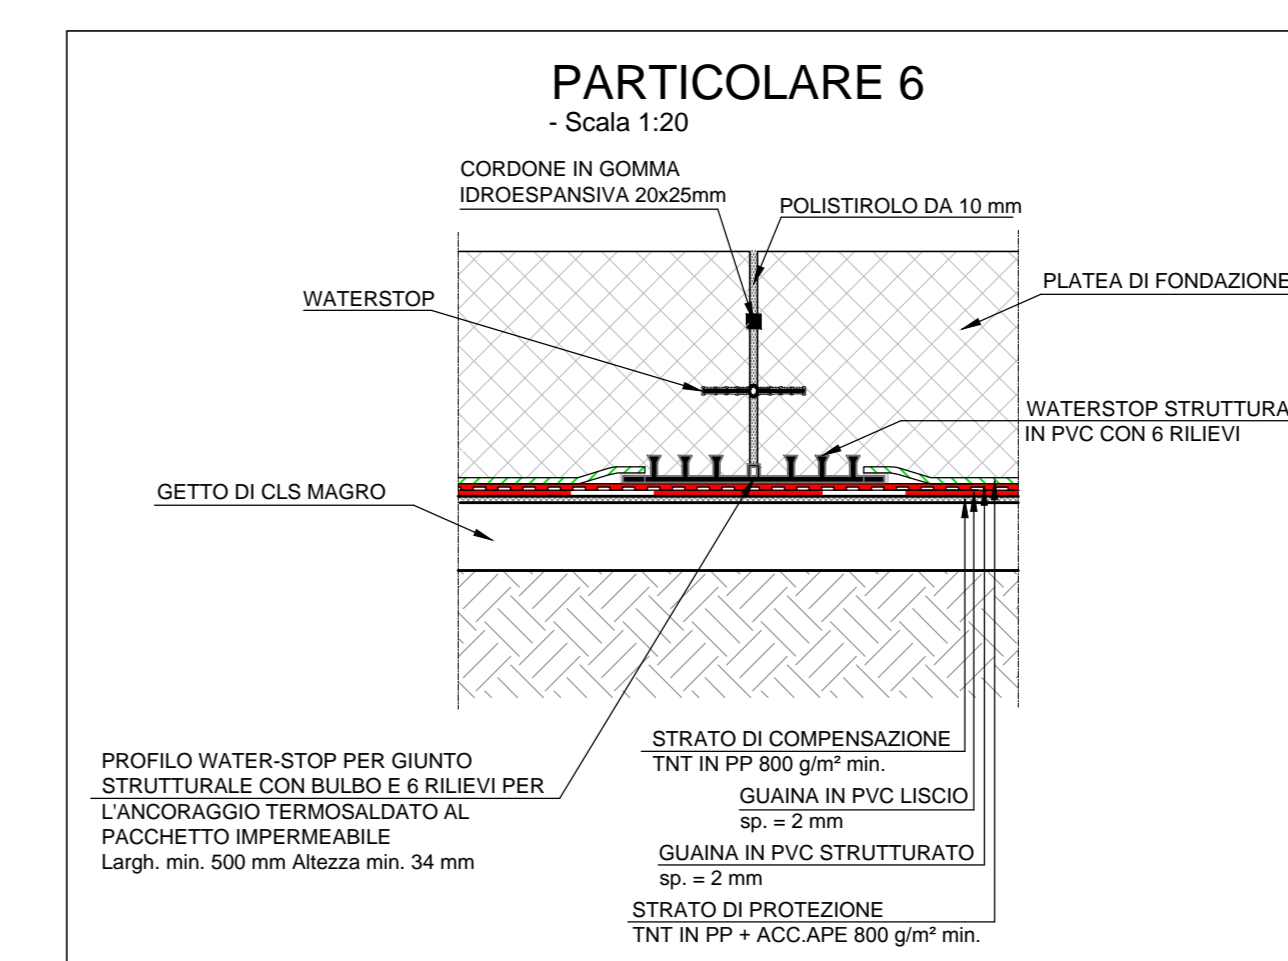 PARTICOLARE 6
- Scala 1:20
CORDONE IN GOMMA
IDROESPANSIVA 20x25mm
POLISTIROLO DA 10 mm
WATERSTOP
PLATEA DI FONDAZIONE
WATERSTOP STRUTTURA
IN PVC CON 6 RILIEVI
GETTO DI CLS MAGRO
PROFILO WATER-STOP PER GIUNTO
STRUTTURALE CON BULBO E 6 RILIEVI PER
L'ANCORAGGIO TERMOSALDATO AL
PACCHETTO IMPERMEABILE
Largh. min. 500 mm Altezza min. 34 mm
STRATO DI COMPENSAZIONE
TNT IN PP 800 g/m² min.
GUAINA IN PVC LISCIO
sp. = 2 mm
GUAINA IN PVC STRUTTURATO
sp. = 2 mm
STRATO DI PROTEZIONE
TNT IN PP + ACC.APE 800 g/m² min.